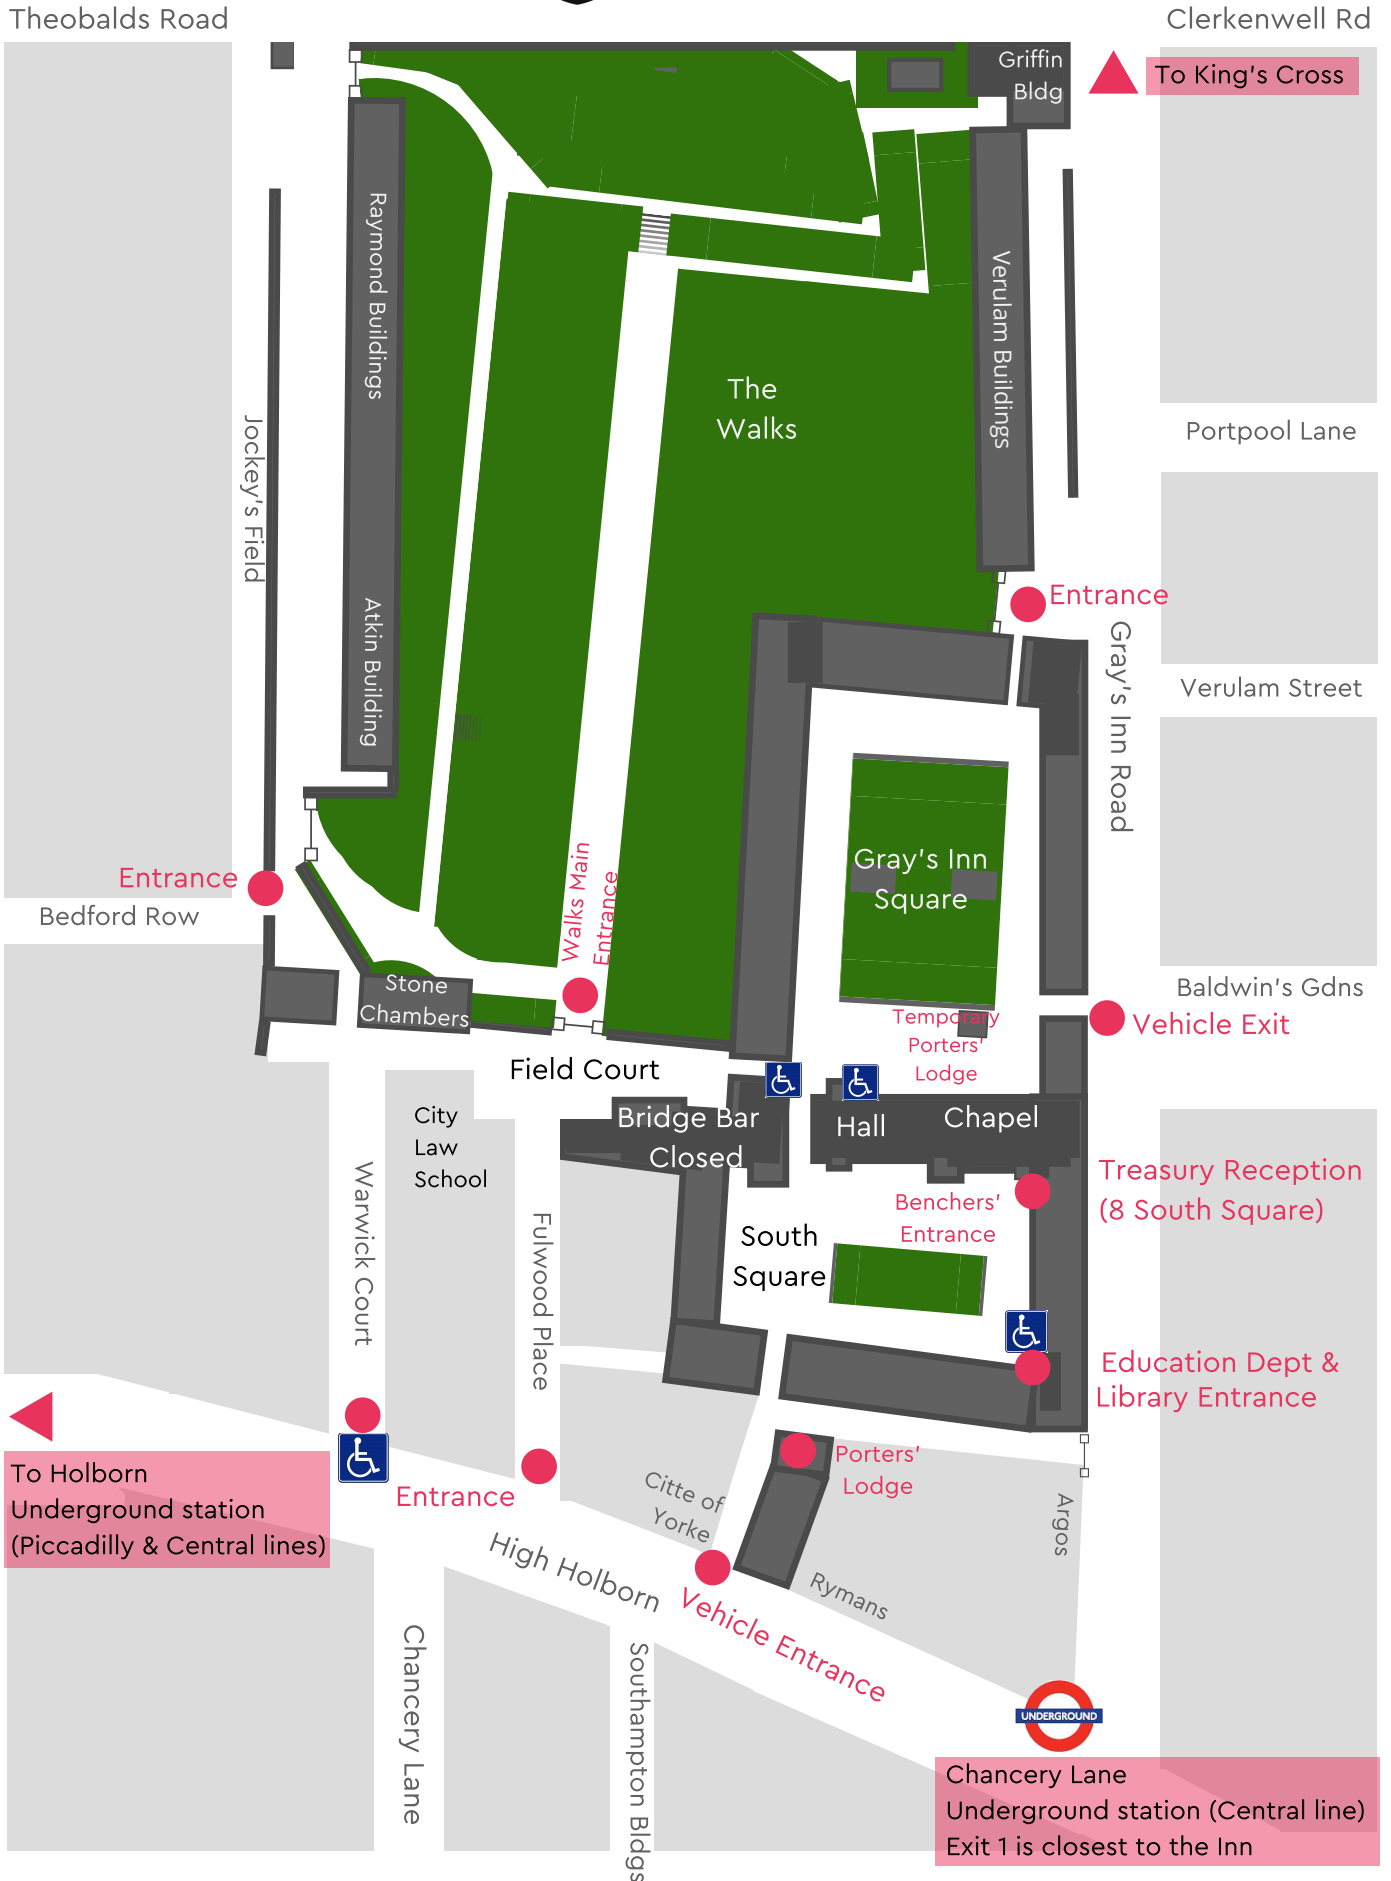 Theobalds Road
Clerkenwell Rd
Griffin
Bldg
To King's Cross
Raymond Buildings
Verulam Buildings
The
Walks
Jockey's Field
Portpool Lane
Atkin Building
Entrance
Gray's Inn Road
Verulam Street
Walks Main
Entrance
Gray's Inn
Square
Entrance
Bedford Row
Stone
Chambers
Baldwin's Gdns
Temporary
Porters'
Lodge
Vehicle Exit
Field Court
City
Law
School
Bridge Bar
Closed
Hall
Chapel
Warwick Court
Fulwood Place
Treasury Reception
(8 South Square)
Benchers'
Entrance
South
Square
Education Dept &
Library Entrance
To Holborn
Underground station
(Piccadilly & Central lines)
Entrance
Porters'
Lodge
Citte of
Yorke
Argos
High Holborn
Rymans
Vehicle Entrance
Chancery Lane
Southampton Bldgs
UNDERGROUND
Chancery Lane
Underground station (Central line)
Exit 1 is closest to the Inn